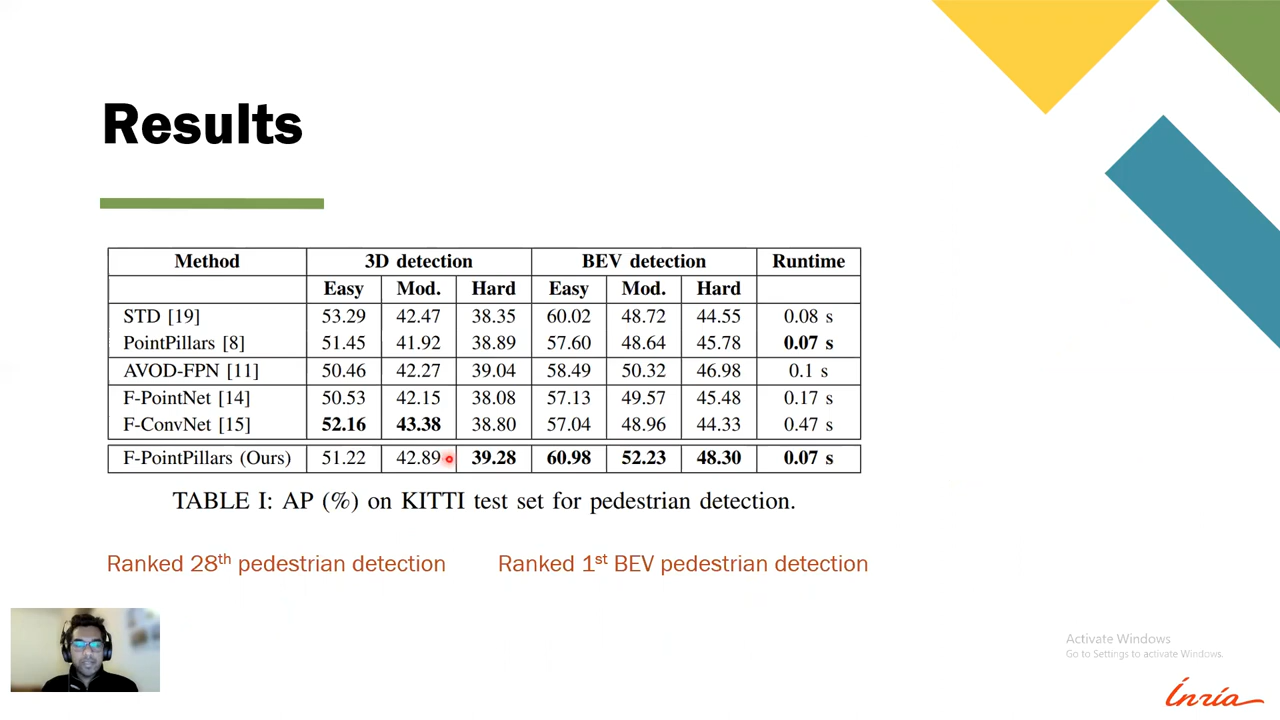 Results
Method 3D detection BEV detection Runtime
Easy Mod. Hard Easy Mod. Hard
STD [19] 53.29 42.47 38.35 60.02 48.72 44.55 0.08 s
PointPillars [8] 51.45 41.92 38.89 57.60 48.64 45.78 0.07 s
AVOD-FPN [11] 50.46 42.27 39.04 58.49 50.32 46.98 0.1 s
F-PointNet [14] 50.53 42.15 38.08 57.13 49.57 45.48 0.17 s
F-ConvNet [15] 52.16 43.38 38.80 57.04 48.96 44.33 0.47 s
F-PointPillars (Ours) 51.22 42.89 39.28 60.98 52.23 48.30 0.07 s
TABLE I: AP (%) on KITTI test set for pedestrian detection.
Ranked 28th pedestrian detection Ranked 1st BEV pedestrian detection
Activate Windows
Go to Settings to activate Windows.
Inria